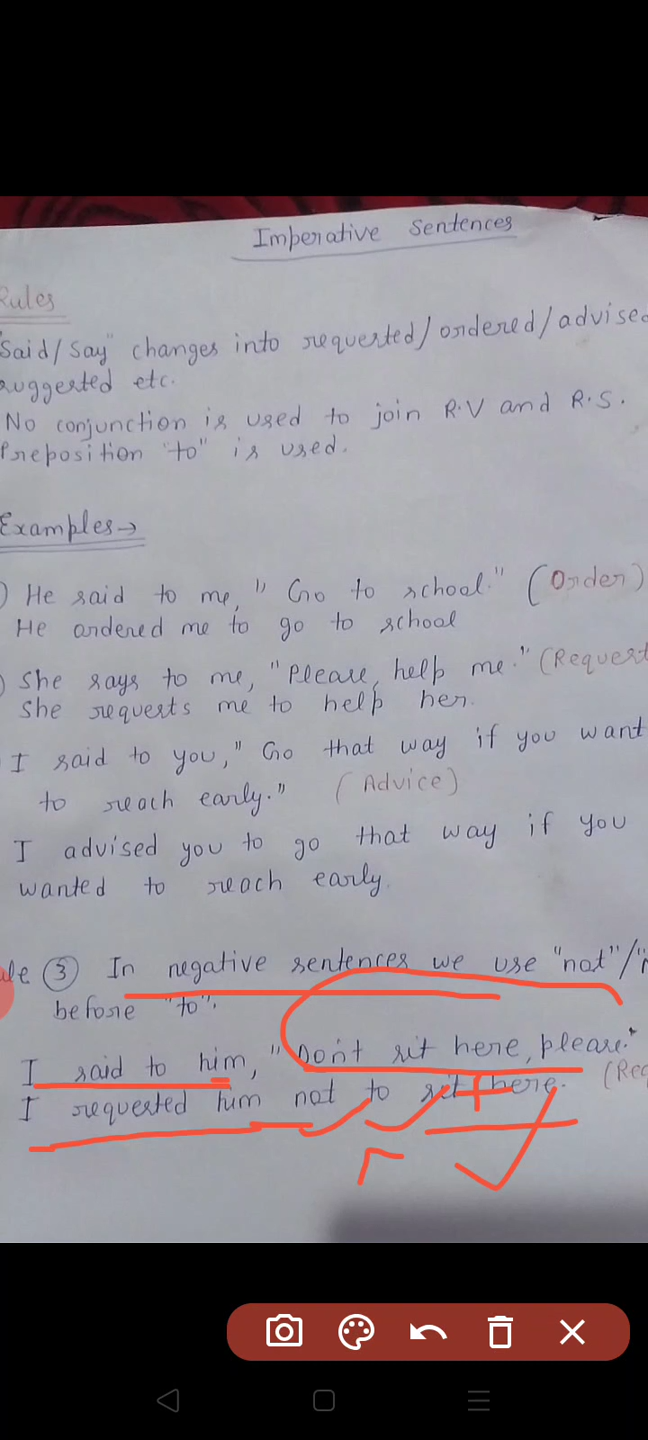 Imperative Sentences
Rules
"Said/Say" changes into requested/ordered/advised
suggested etc.
No conjunction is used to join R.V and R.S.
Preposition "to" is used.
Examples→
) He said to me, " Go to school." (Order)
He ordered me to go to school
) She says to me, "Please, help me." (Request
She requests me to help her.
I said to you," Go that way if you want
to reach early." (Advice)
I advised you to go that way if you
wanted to reach early.
ule ③ In negative sentences we use "not"/
before "to".
I said to him, "Don't sit here, please."
I requested him not to sit here. (Req